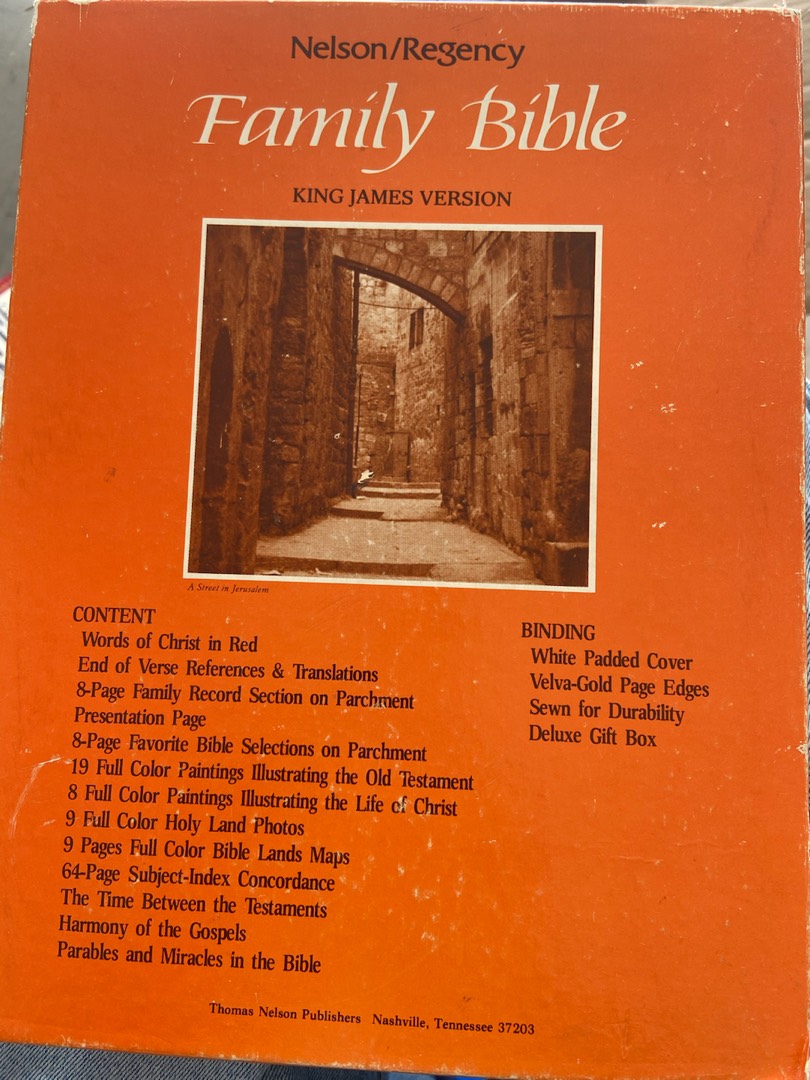 Nelson/Regency
Family Bible
KING JAMES VERSION
A Street in Jerusalem
CONTENT
Words of Christ in Red
End of Verse References & Translations
8-Page Family Record Section on Parchment
Presentation Page
8-Page Favorite Bible Selections on Parchment
19 Full Color Paintings Illustrating the Old Testament
8 Full Color Paintings Illustrating the Life of Christ
9 Full Color Holy Land Photos
9 Pages Full Color Bible Lands Maps
64-Page Subject-Index Concordance
The Time Between the Testaments
Harmony of the Gospels
Parables and Miracles in the Bible
BINDING
White Padded Cover
Velva-Gold Page Edges
Sewn for Durability
Deluxe Gift Box
Thomas Nelson Publishers Nashville, Tennessee 37203